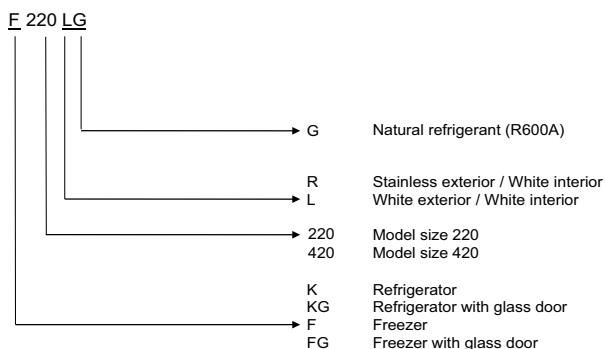 F 220 LG
G Natural refrigerant (R600A)
R Stainless exterior / White interior
L White exterior / White interior
220 Model size 220
420 Model size 420
K Refrigerator
KG Refrigerator with glass door
F Freezer
FG Freezer with glass door